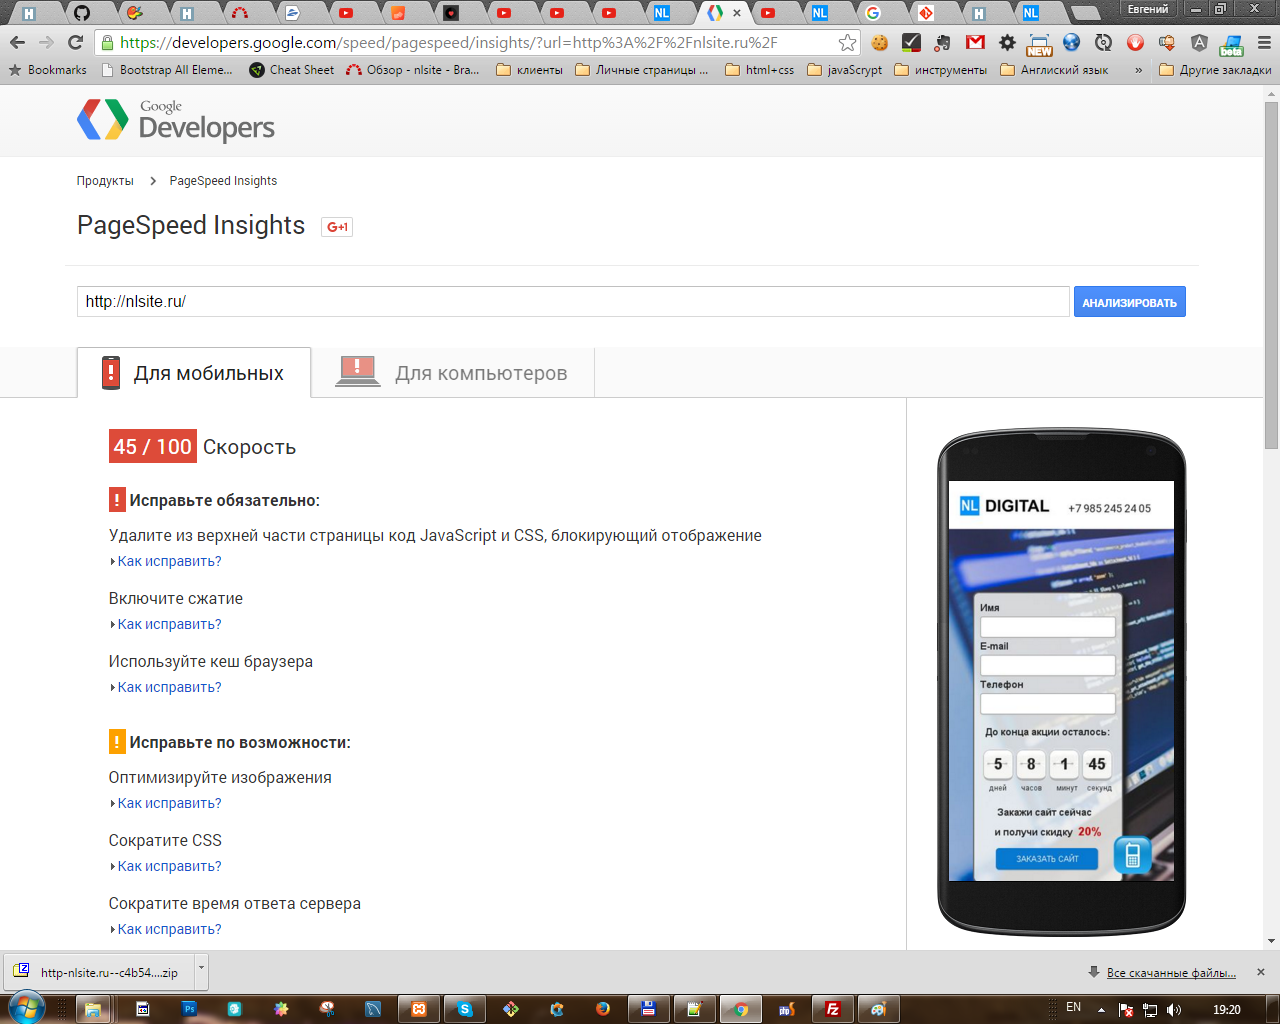 Евгений
https://developers.google.com/speed/pagespeed/insights/?url=http%3A%2F%2Fnlsite.ru%2F
Bookmarks Bootstrap All Eleme... Cheat Sheet Обзор - nlsite - Bra... клиенты Личные страницы ... html+css javaScrypt инструменты Англиский язык » Другие закладки
Google
Developers
Продукты PageSpeed Insights
PageSpeed Insights G+1
http://nlsite.ru/ АНАЛИЗИРОВАТЬ
Для мобильных Для компьютеров
45 / 100 Скорость
! Исправьте обязательно:
Удалите из верхней части страницы код JavaScript и CSS, блокирующий отображение
Как исправить?
Включите сжатие
Как исправить?
Используйте кеш браузера
Как исправить?
! Исправьте по возможности:
Оптимизируйте изображения
Как исправить?
Сократите CSS
Как исправить?
Сократите время ответа сервера
Как исправить?
NL DIGITAL +7 985 245 24 05
Имя
E-mail
Телефон
До конца акции осталось:
5 8 1 45
дней часов минут секунд
Закажи сайт сейчас
и получи скидку 20%
ЗАКАЗАТЬ САЙТ
http-nlsite.ru--c4b54....zip Все скачанные файлы...
EN 19:20